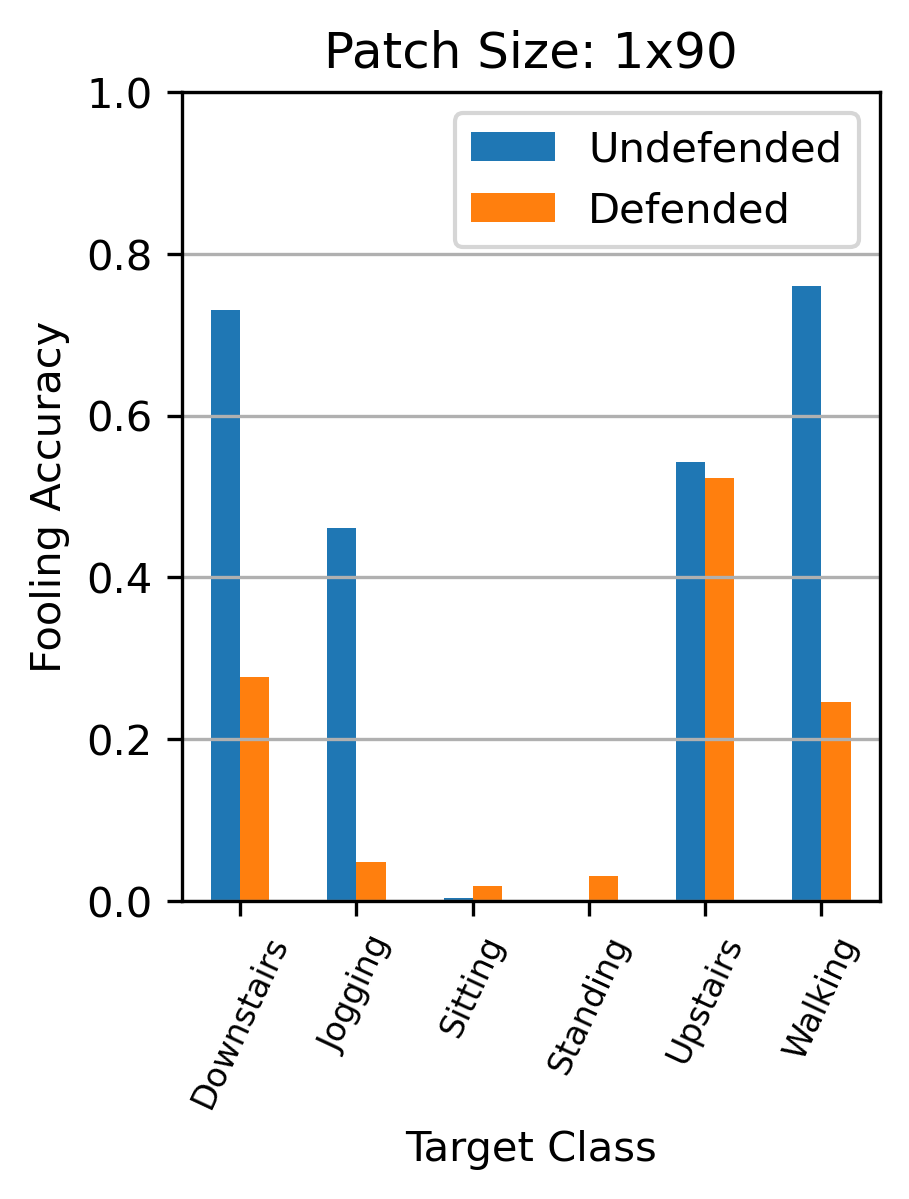 Patch Size: 1x90
1.0
0.8
0.6
0.4
0.2
0.0
Fooling Accuracy
Undefended
Defended
Downstairs
Jogging
Sitting
Standing
Upstairs
Walking
Target Class